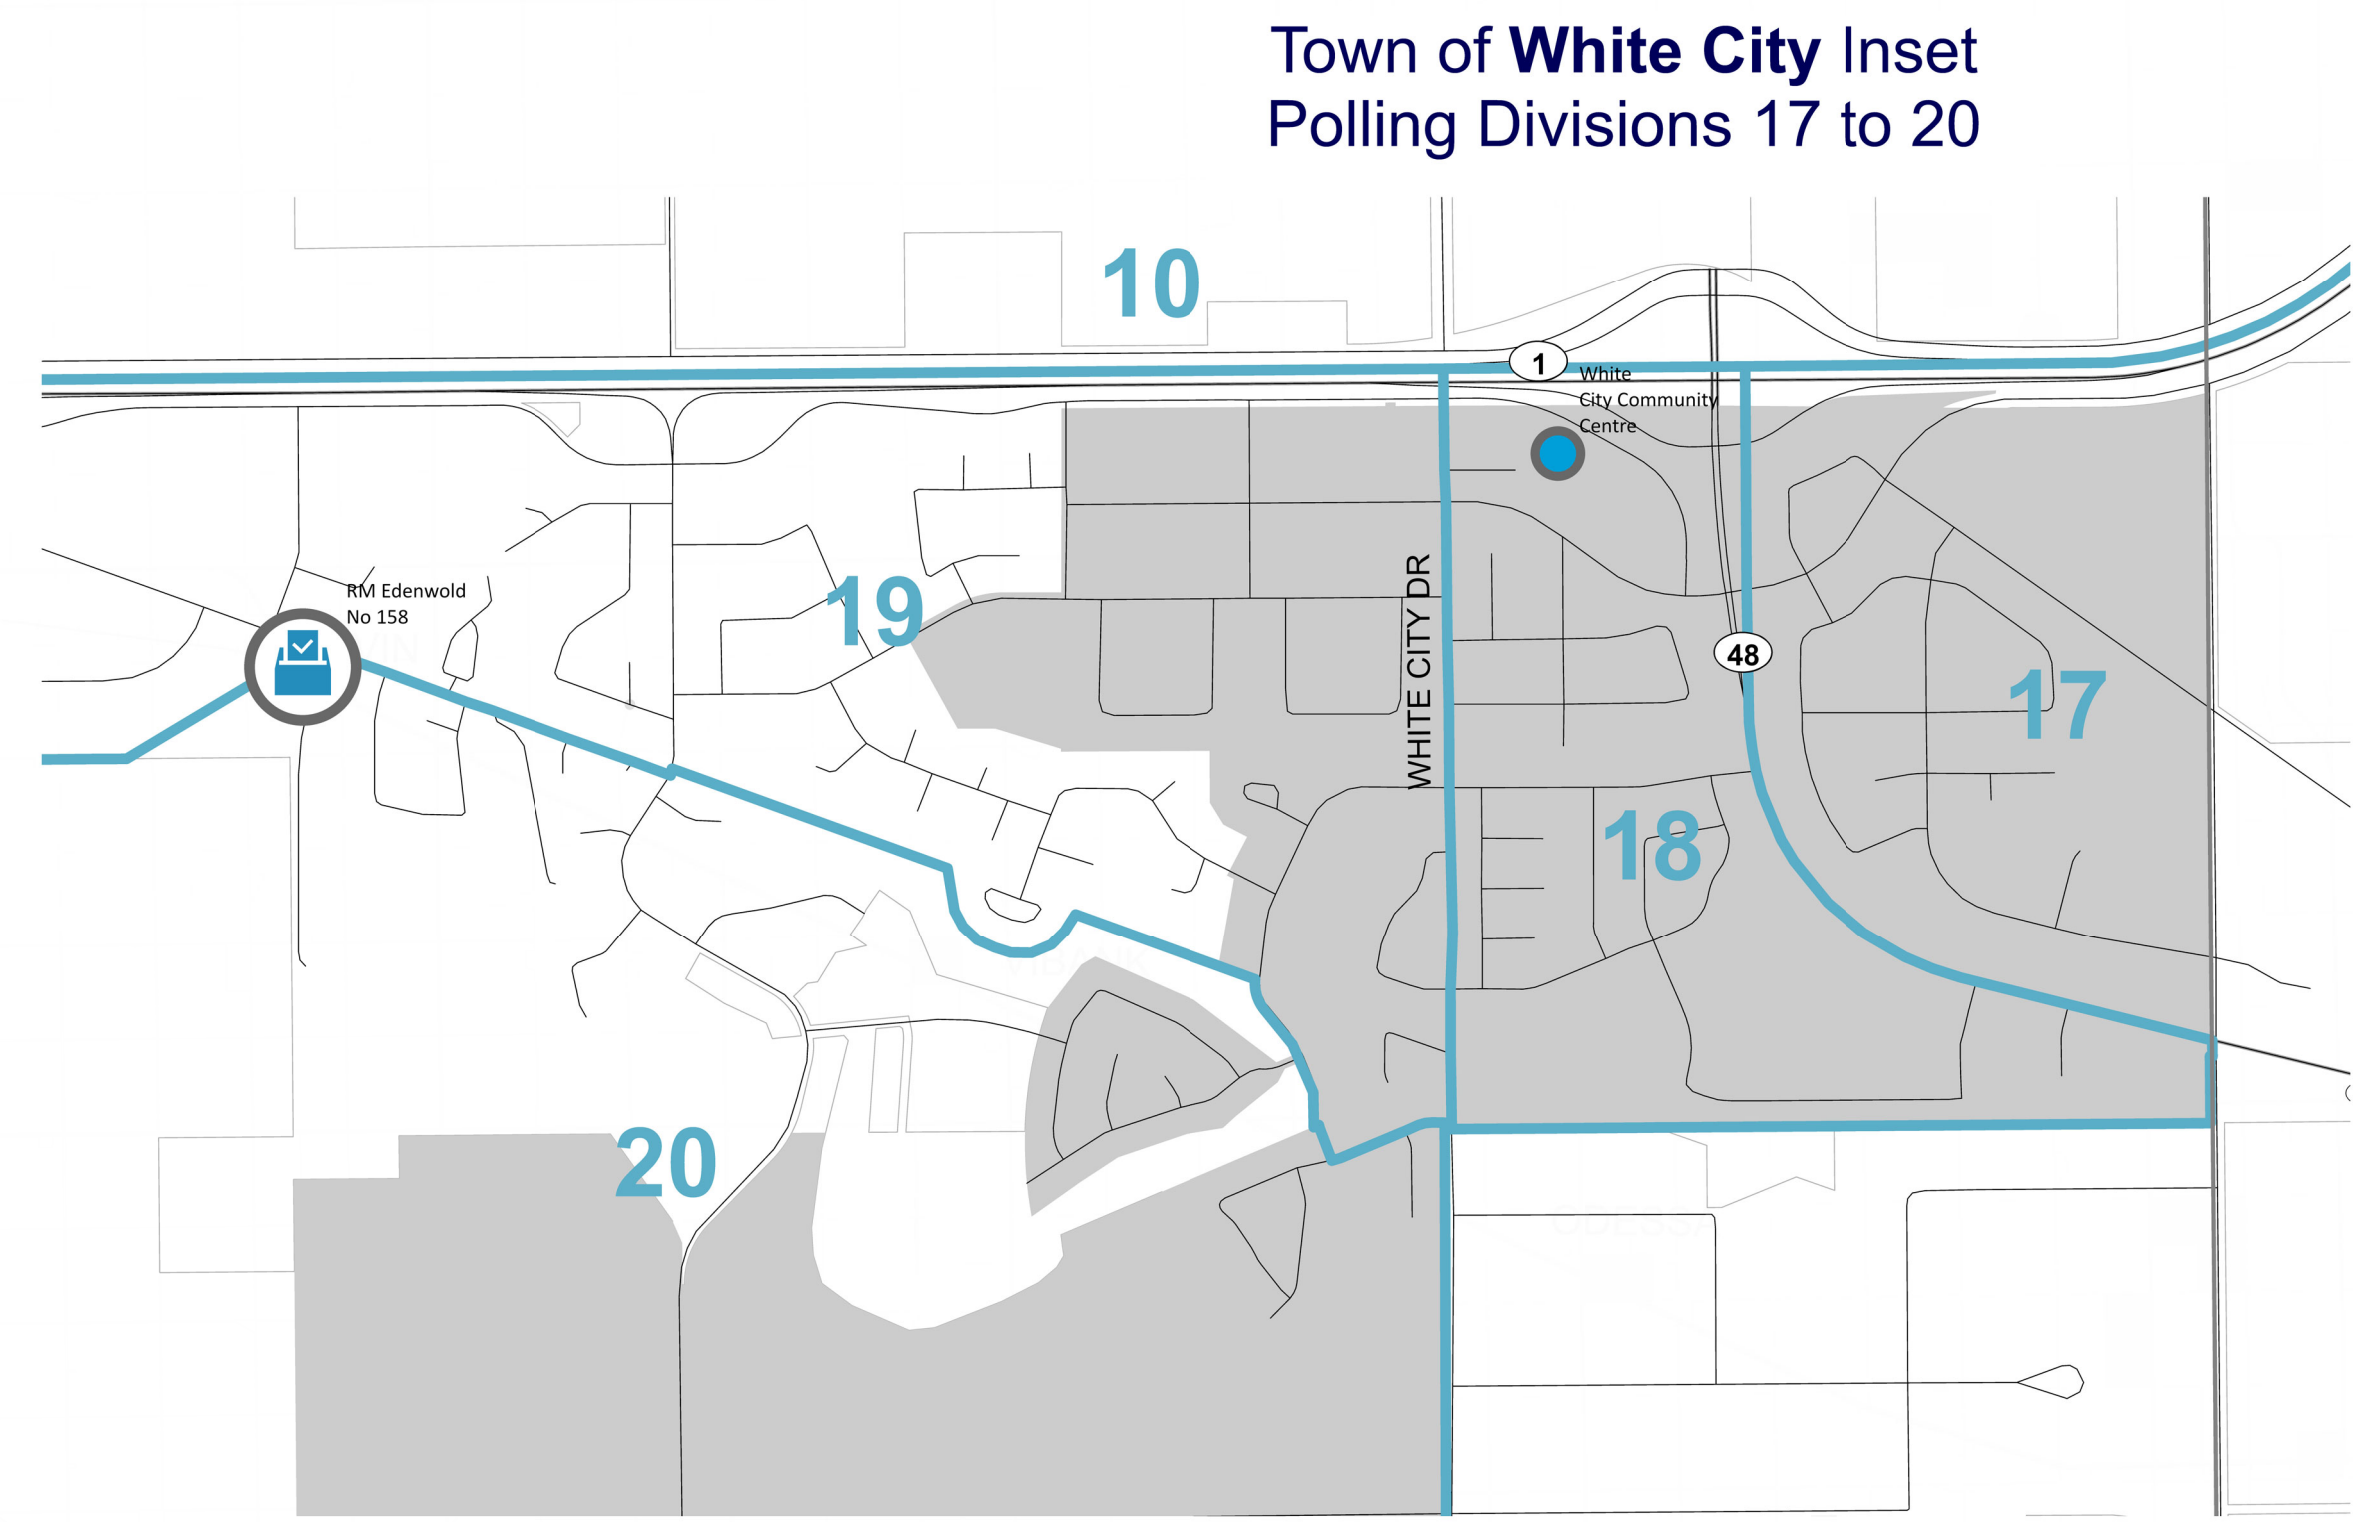 Town of White City Inset
Polling Divisions 17 to 20
10
1
White
City Community
Centre
WHITE CITY DR
RM Edenwold
No 158
19
48
17
18
20